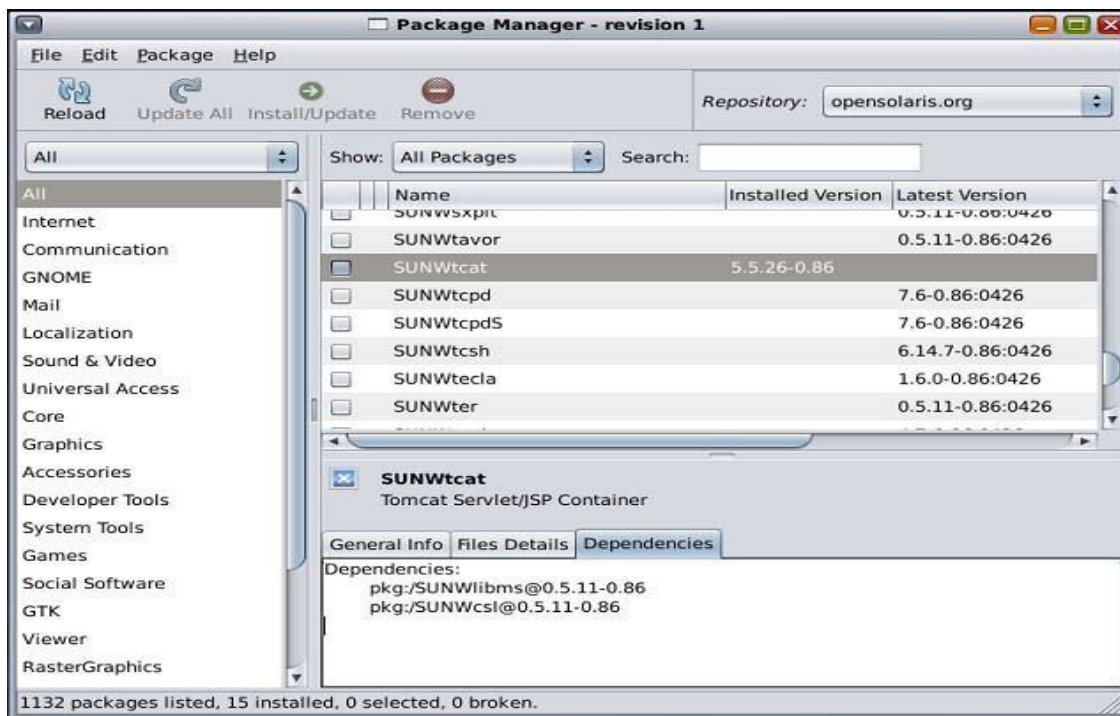 Package Manager - revision 1
File Edit Package Help
Reload Update All Install/Update Remove
Repository: opensolaris.org
All
Show: All Packages Search:
All
Internet
Communication
GNOME
Mail
Localization
Sound & Video
Universal Access
Core
Graphics
Accessories
Developer Tools
System Tools
Games
Social Software
GTK
Viewer
RasterGraphics
Name Installed Version Latest Version
0.5.11-0.86:0426
SUNWtavor 0.5.11-0.86:0426
SUNWtcat 5.5.26-0.86
SUNWtcpd 7.6-0.86:0426
SUNWtcpdS 7.6-0.86:0426
SUNWtcsh 6.14.7-0.86:0426
SUNWtecla 1.6.0-0.86:0426
SUNWter 0.5.11-0.86:0426
SUNWtcat
Tomcat Servlet/JSP Container
General Info Files Details Dependencies
Dependencies:
pkg:/SUNWlibms@0.5.11-0.86
pkg:/SUNWcsl@0.5.11-0.86
1132 packages listed, 15 installed, 0 selected, 0 broken.